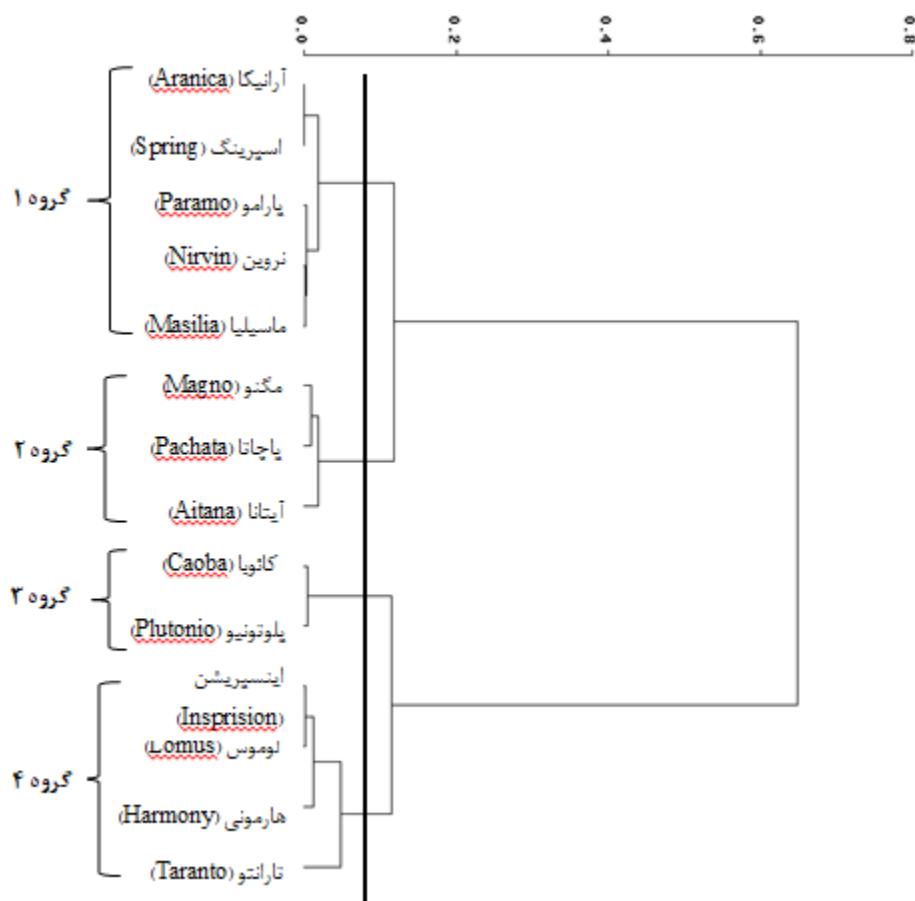 0.0 0.2 0.4 0.6 0.8
آرانیکا (Aranica)
اسپرینگ (Spring)
پارامو (Paramo)
نروین (Nirvin)
ماسیلیا (Masilia)
گروه ۱
مگنو (Magno)
پاچاتا (Pachata)
آیتانا (Aitana)
گروه ۲
کائوبا (Caoba)
پلوتونیو (Plutonio)
گروه ۳
اینسپریشن
(Insprision)
لوموس (Lomus)
هارمونی (Harmony)
تارانتو (Taranto)
گروه ۴